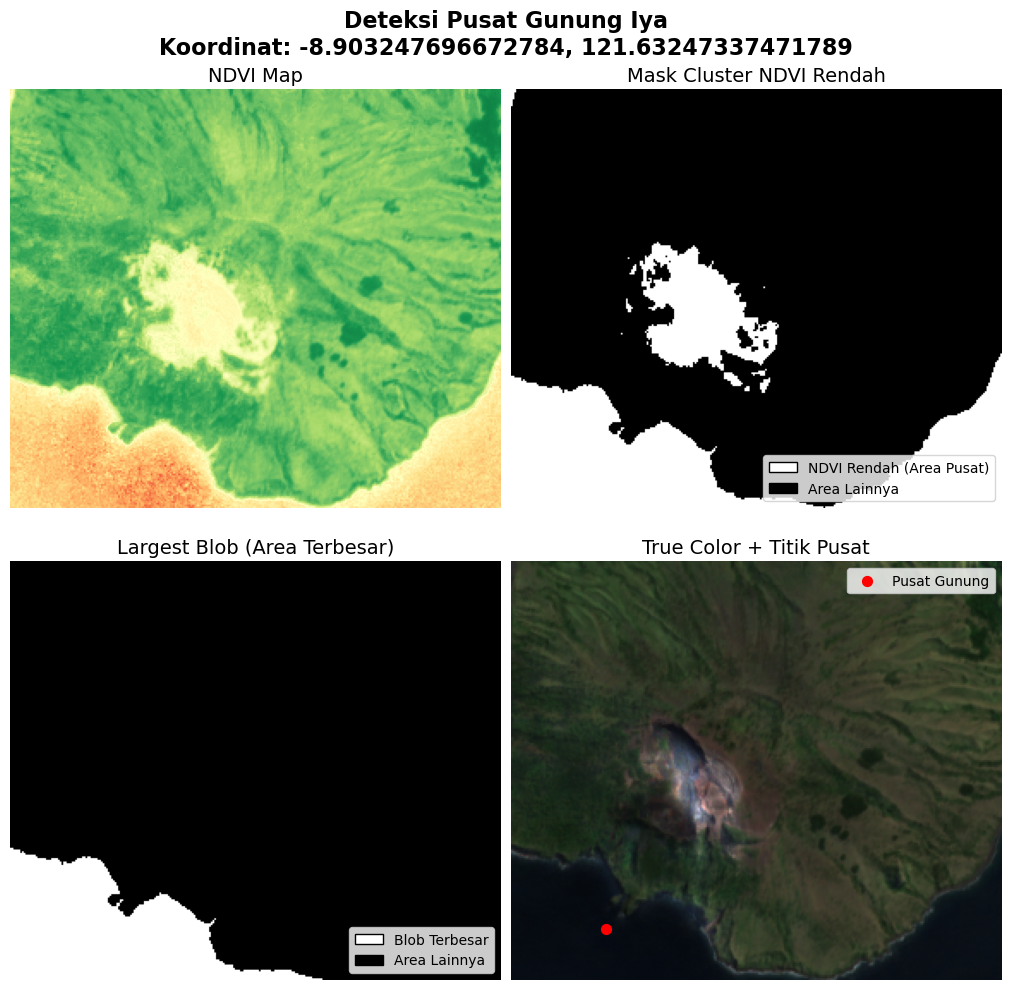 Deteksi Pusat Gunung Iya
Koordinat: -8.903247696672784, 121.63247337471789
NDVI Map
Mask Cluster NDVI Rendah
NDVI Rendah (Area Pusat)
Area Lainnya
Largest Blob (Area Terbesar)
Blob Terbesar
Area Lainnya
True Color + Titik Pusat
Pusat Gunung